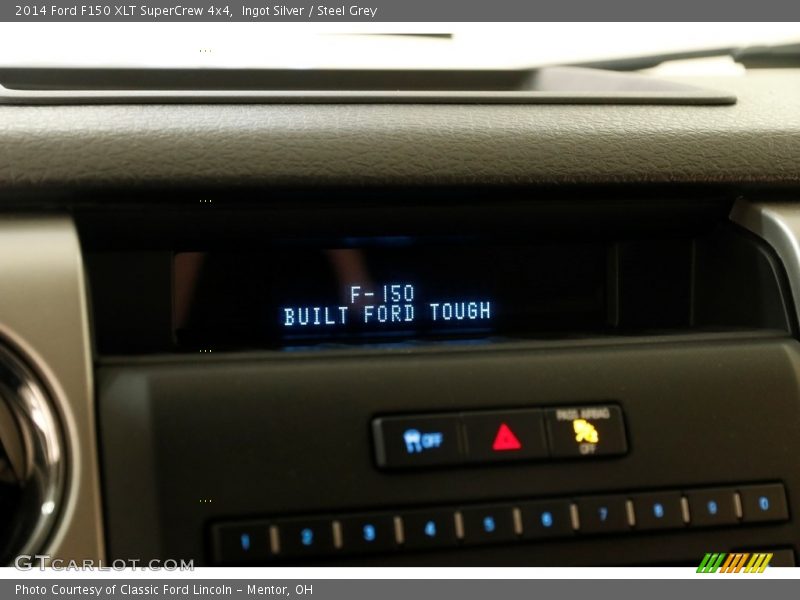 2014 Ford F150 XLT SuperCrew 4x4,  Ingot Silver / Steel Grey
F-150
BUILT FORD TOUGH
OFF
PASS AIRBAG
OFF
1 2 3 4 5 6 7 8 9 0
GTCARLOT.COM
Photo Courtesy of Classic Ford Lincoln – Mentor, OH